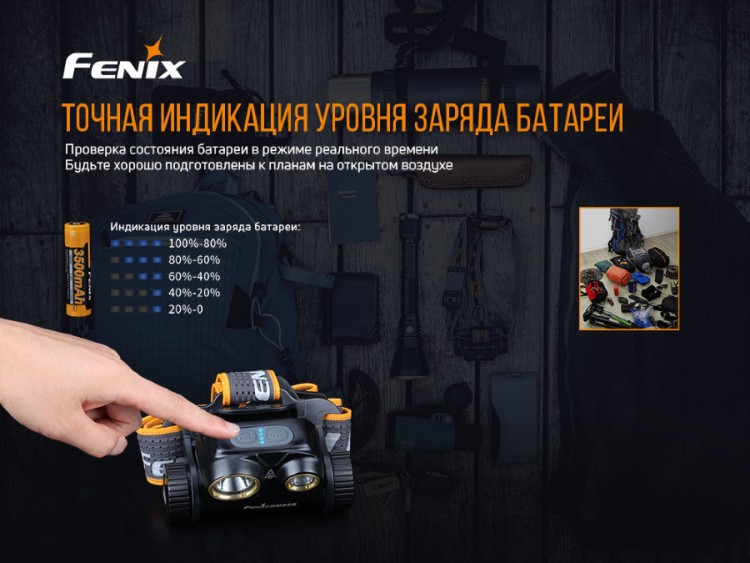 FENIX
ТОЧНАЯ ИНДИКАЦИЯ УРОВНЯ ЗАРЯДА БАТАРЕИ
Проверка состояния батареи в режиме реального времени
Будьте хорошо подготовлены к планам на открытом воздухе
Индикация уровня заряда батареи:
100%-80%
80%-60%
60%-40%
40%-20%
20%-0
3500mAh
FENIX